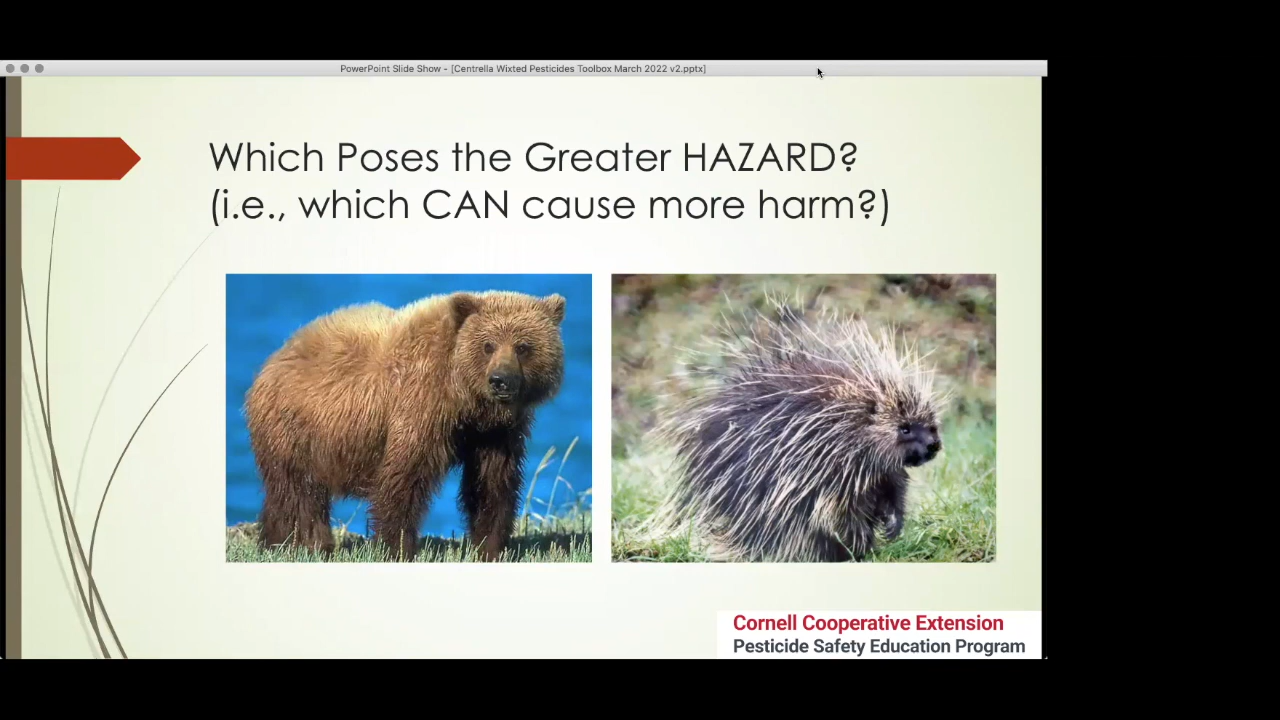 PowerPoint Slide Show - [Centrella Wixted Pesticides Toolbox March 2022 v2.pptx]
Which Poses the Greater HAZARD?
(i.e., which CAN cause more harm?)
Cornell Cooperative Extension
Pesticide Safety Education Program